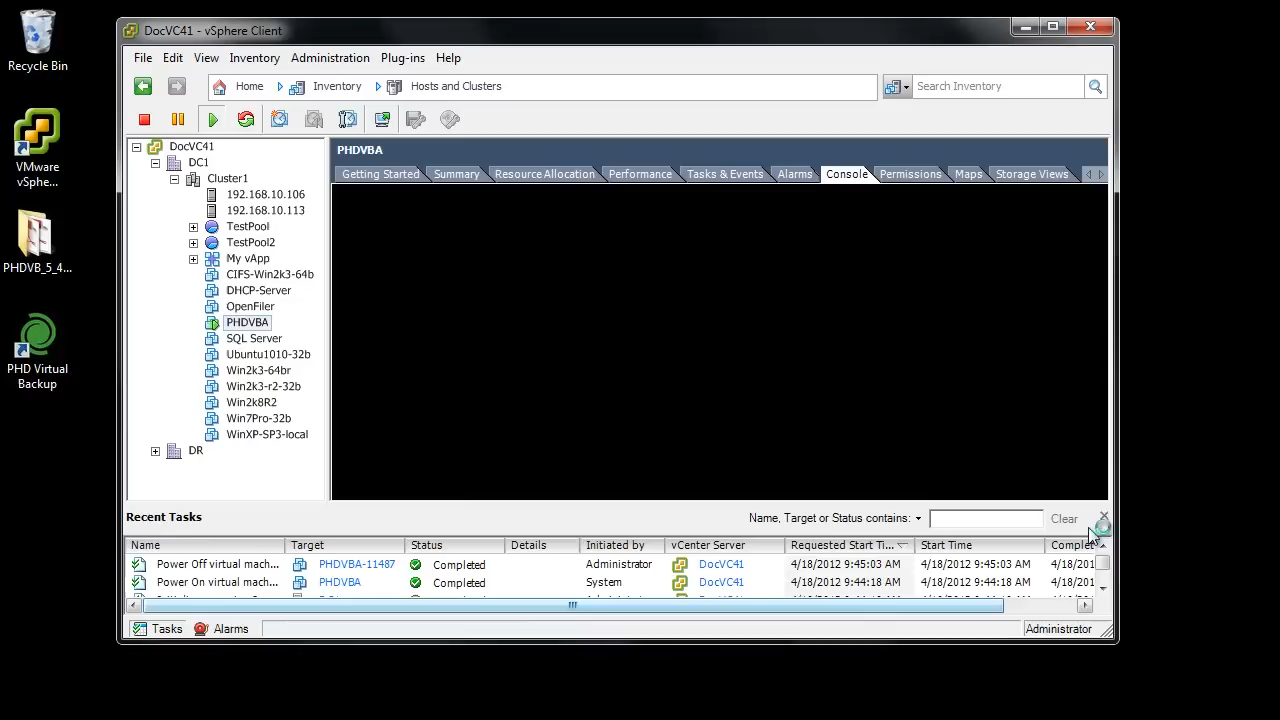 Recycle Bin
VMware
vSphe...
PHDVB_5_4...
PHD Virtual
Backup
DocVC41 - vSphere Client
File Edit View Inventory Administration Plug-ins Help
Home Inventory Hosts and Clusters
Search Inventory
DocVC41
DC1
Cluster1
192.168.10.106
192.168.10.113
TestPool
TestPool2
My vApp
CIFS-Win2k3-64b
DHCP-Server
OpenFiler
PHDVBA
SQL Server
Ubuntu1010-32b
Win2k3-64br
Win2k3-r2-32b
Win2k8R2
Win7Pro-32b
WinXP-SP3-local
DR
PHDVBA
Getting Started Summary Resource Allocation Performance Tasks & Events Alarms Console Permissions Maps Storage Views
Recent Tasks
Name, Target or Status contains: Clear
Name Target Status Details Initiated by vCenter Server Requested Start Ti... Start Time Complet
Power Off virtual mach... PHDVBA-11487 Completed Administrator DocVC41 4/18/2012 9:45:03 AM 4/18/2012 9:45:03 AM 4/18/201
Power On virtual mach... PHDVBA Completed System DocVC41 4/18/2012 9:44:18 AM 4/18/2012 9:44:18 AM 4/18/201
Tasks Alarms
Administrator